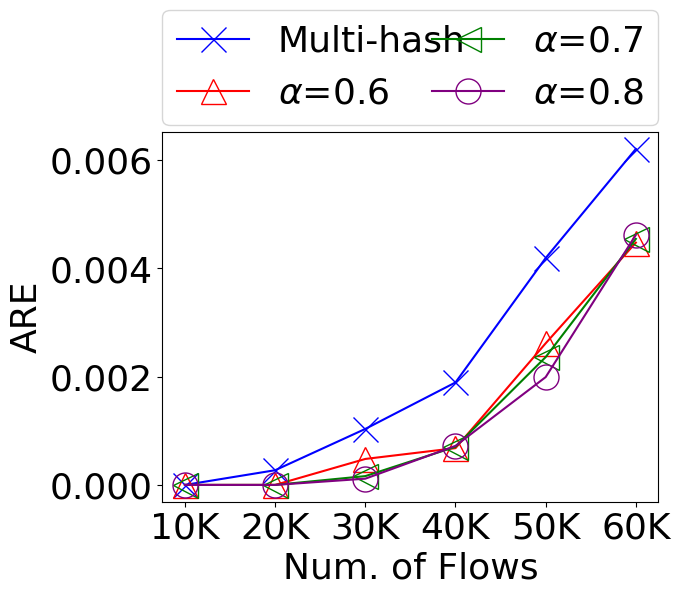 Multi-hash α=0.7
α=0.6 α=0.8
0.006
0.004
0.002
0.000
ARE
10K 20K 30K 40K 50K 60K
Num. of Flows